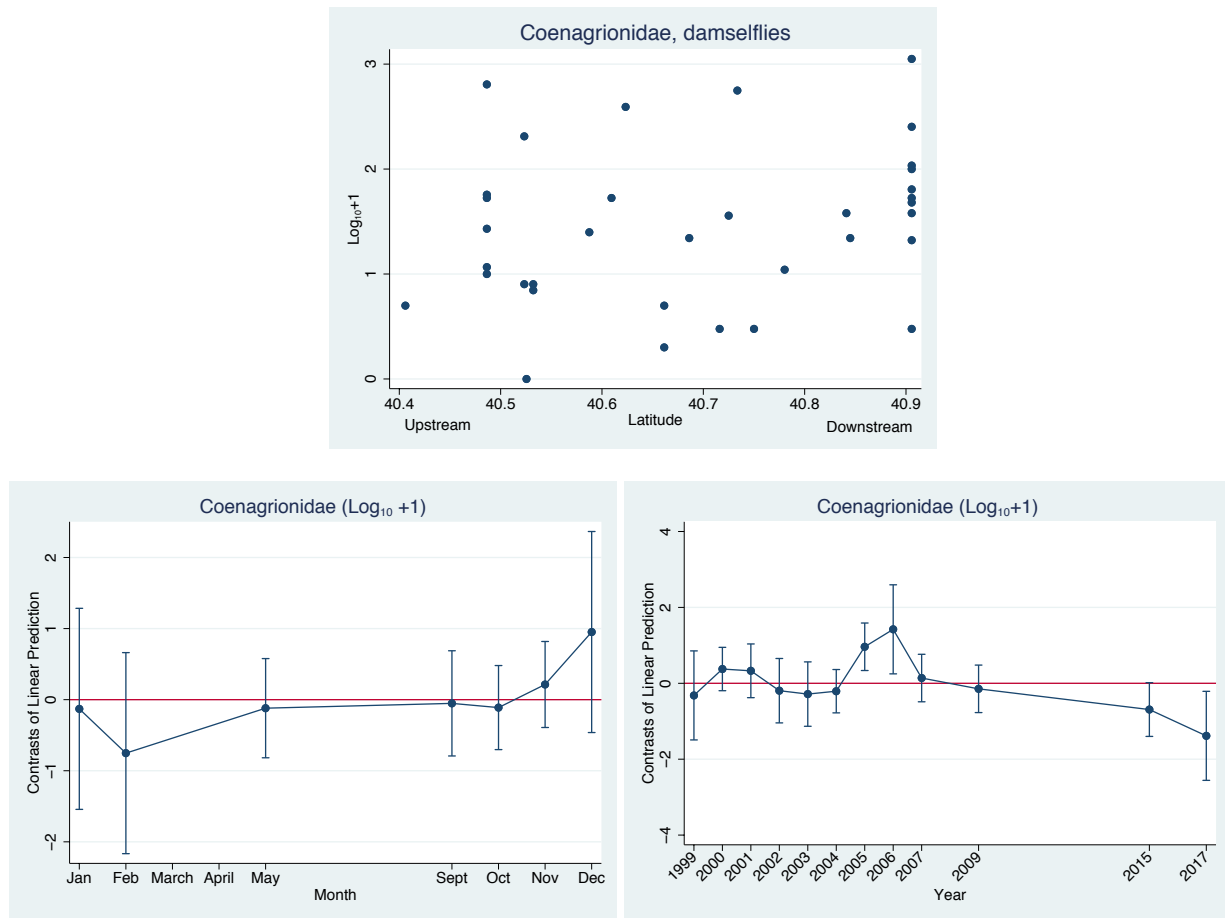 Coenagrionidae, damselflies
Log₁₀+1
3
2
1
0
40.4 40.5 40.6 40.7 40.8 40.9
Upstream Latitude Downstream
Coenagrionidae (Log₁₀ +1)
Contrasts of Linear Prediction
2
1
0
−1
−2
Jan Feb March April May Sept Oct Nov Dec
Month
Coenagrionidae (Log₁₀+1)
Contrasts of Linear Prediction
4
2
0
−2
−4
1999 2000 2001 2002 2003 2004 2005 2006 2007 2009 2015 2017
Year